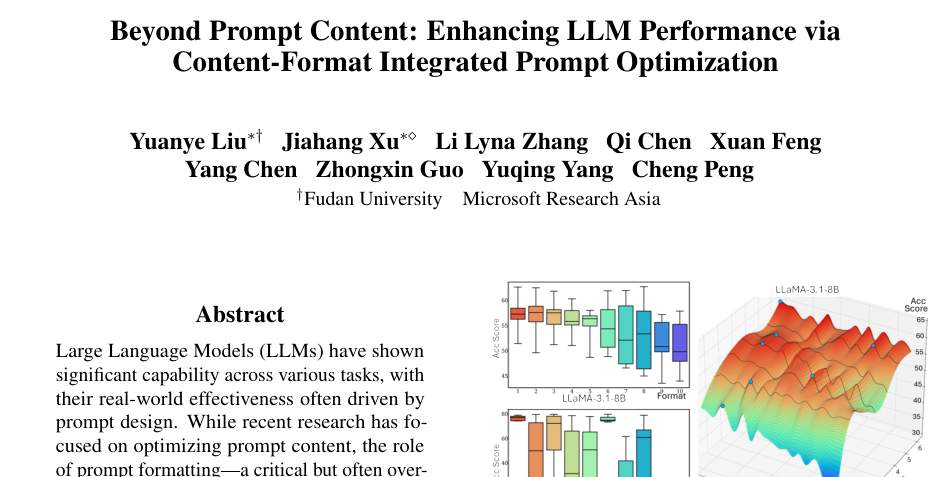 Beyond Prompt Content: Enhancing LLM Performance via
Content-Format Integrated Prompt Optimization
Yuanye Liu*† Jiahang Xu*◇ Li Lyna Zhang Qi Chen Xuan Feng
Yang Chen Zhongxin Guo Yuqing Yang Cheng Peng
†Fudan University Microsoft Research Asia
Abstract
Large Language Models (LLMs) have shown
significant capability across various tasks, with
their real-world effectiveness often driven by
prompt design. While recent research has fo-
cused on optimizing prompt content, the role
of prompt formatting—a critical but often over-
Acc Score
60
55
50
45
1 2 3 4 5 6 7 8 9 10
Format
LLaMA-3.1-8B
80
60
40
LLaMA-3.1-8B
Acc
Score
65
60
55
50
45
40
35
30
6
5
4